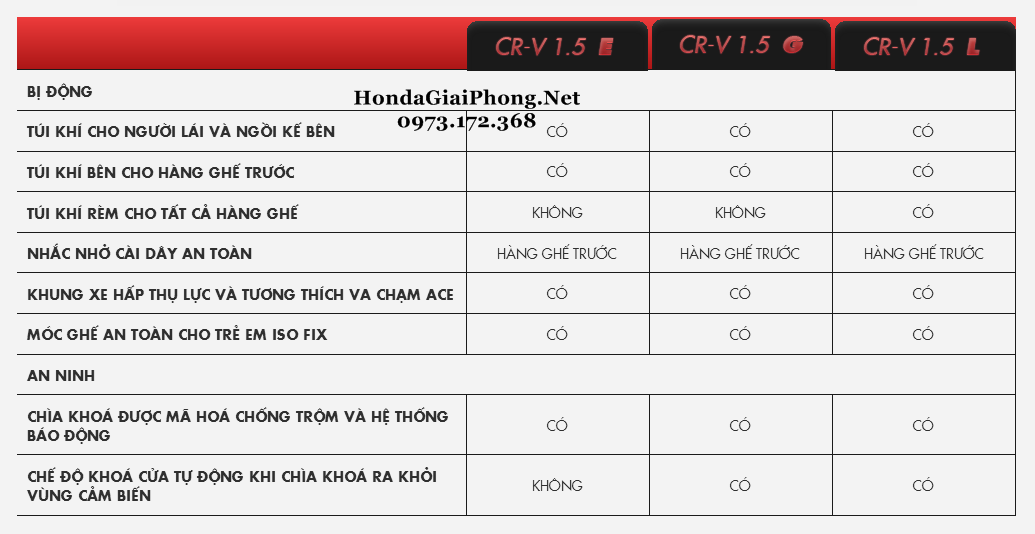 CR-V 1.5 E CR-V 1.5 G CR-V 1.5 L
BỊ ĐỘNG
HondaGiaiPhong.Net
0973.172.368
TÚI KHÍ CHO NGƯỜI LÁI VÀ NGỒI KẾ BÊN CÓ CÓ CÓ
TÚI KHÍ BÊN CHO HÀNG GHẾ TRƯỚC CÓ CÓ CÓ
TÚI KHÍ RÈM CHO TẤT CẢ HÀNG GHẾ KHÔNG KHÔNG CÓ
NHẮC NHỞ CÀI DÂY AN TOÀN HÀNG GHẾ TRƯỚC HÀNG GHẾ TRƯỚC HÀNG GHẾ TRƯỚC
KHUNG XE HẤP THỤ LỰC VÀ TƯƠNG THÍCH VA CHẠM ACE CÓ CÓ CÓ
MÓC GHẾ AN TOÀN CHO TRẺ EM ISO FIX CÓ CÓ CÓ
AN NINH
CHÌA KHOÁ ĐƯỢC MÃ HOÁ CHỐNG TRỘM VÀ HỆ THỐNG
BÁO ĐỘNG CÓ CÓ CÓ
CHẾ ĐỘ KHOÁ CỬA TỰ ĐỘNG KHI CHÌA KHOÁ RA KHỎI
VÙNG CẢM BIẾN KHÔNG CÓ CÓ